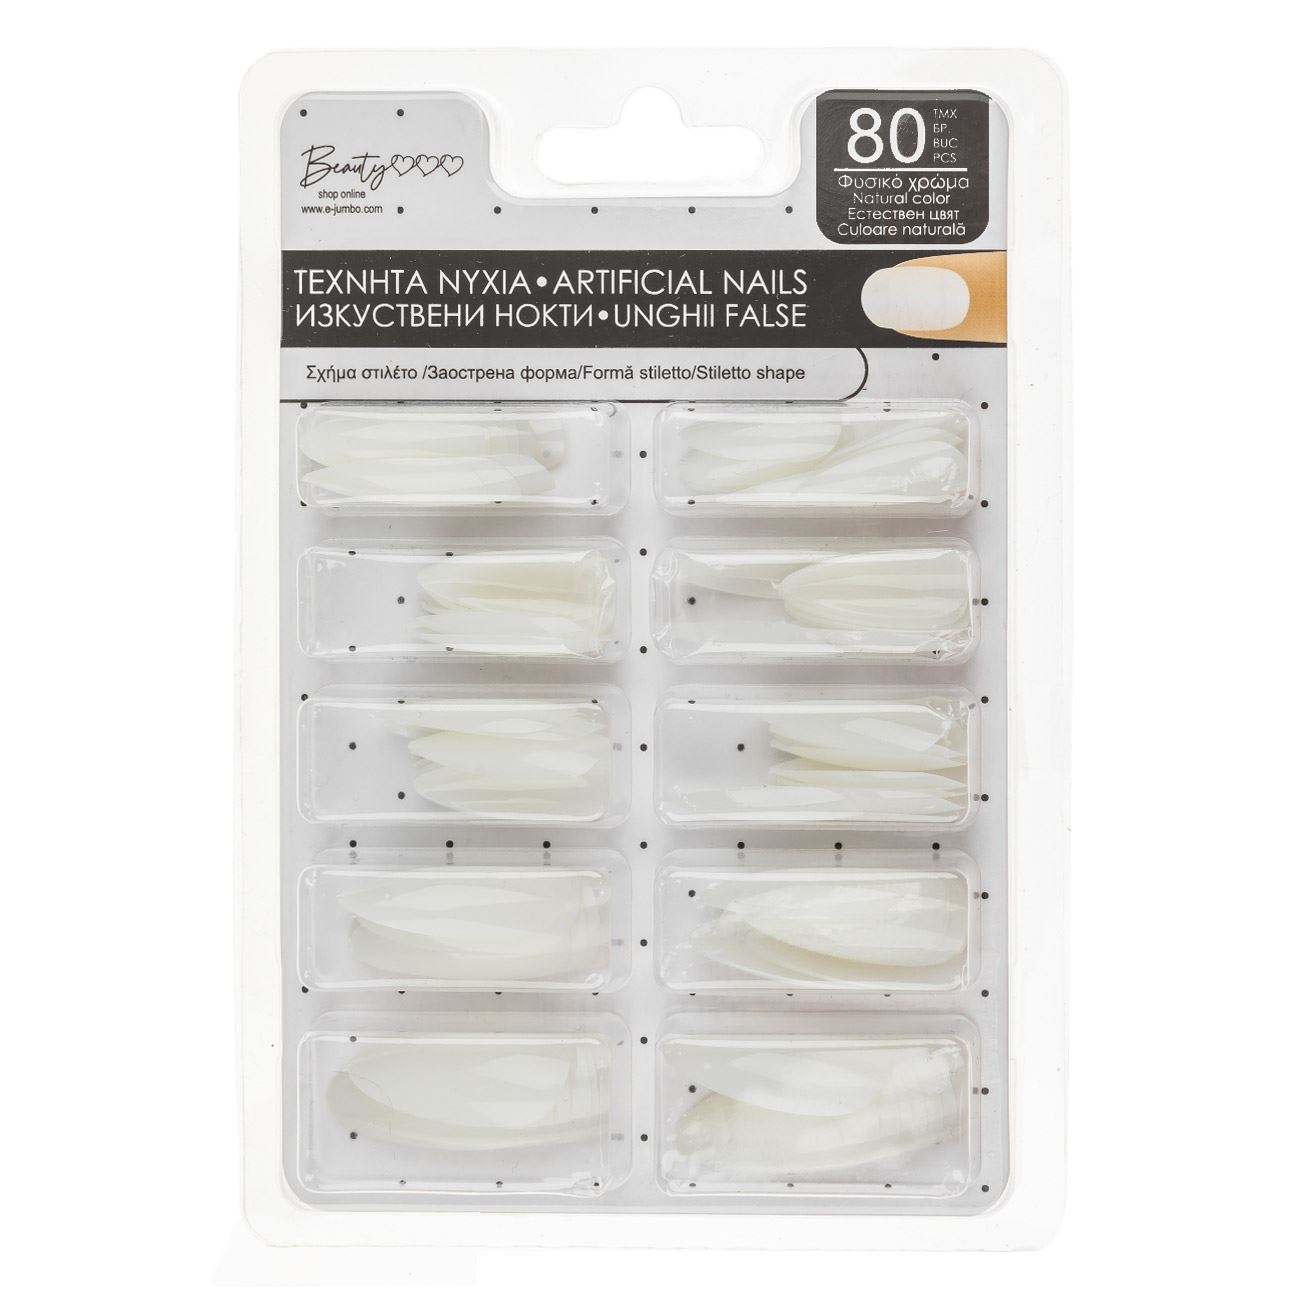 Beauty
shop online
www.e-jumbo.com
80
ΤΜΧ
БР.
BUC
PCS
Φυσικό χρώμα
Natural color
Естествен цвят
Culoare naturală
ΤΕΧΝΗΤΑ ΝΥΧΙΑ•ARTIFICIAL NAILS
ИЗКУСТВЕНИ НОКТИ•UNGHII FALSE
Σχήμα στιλέτο /Заострена форма/Formă stiletto/Stiletto shape